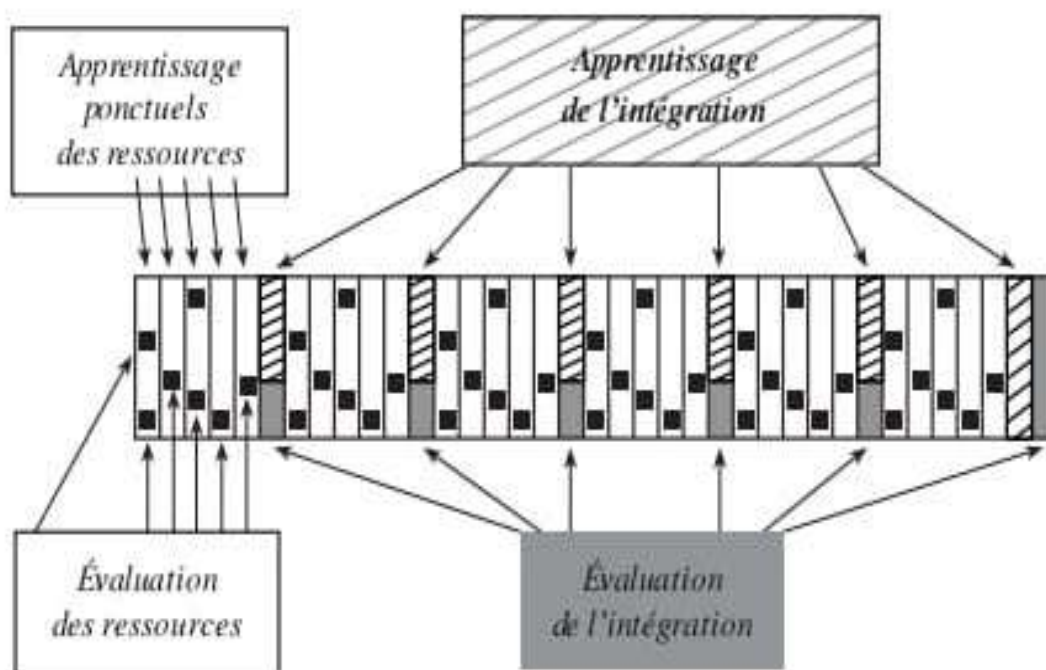 Apprentissage
ponctuels
des ressources
Apprentissage
de l'intégration
Évaluation
des ressources
Évaluation
de l'intégration